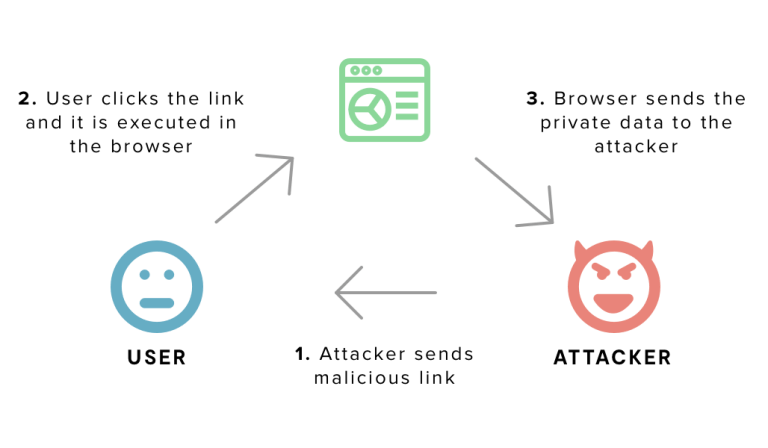 2. User clicks the link
and it is executed in
the browser
3. Browser sends the
private data to the
attacker
USER
1. Attacker sends
malicious link
ATTACKER